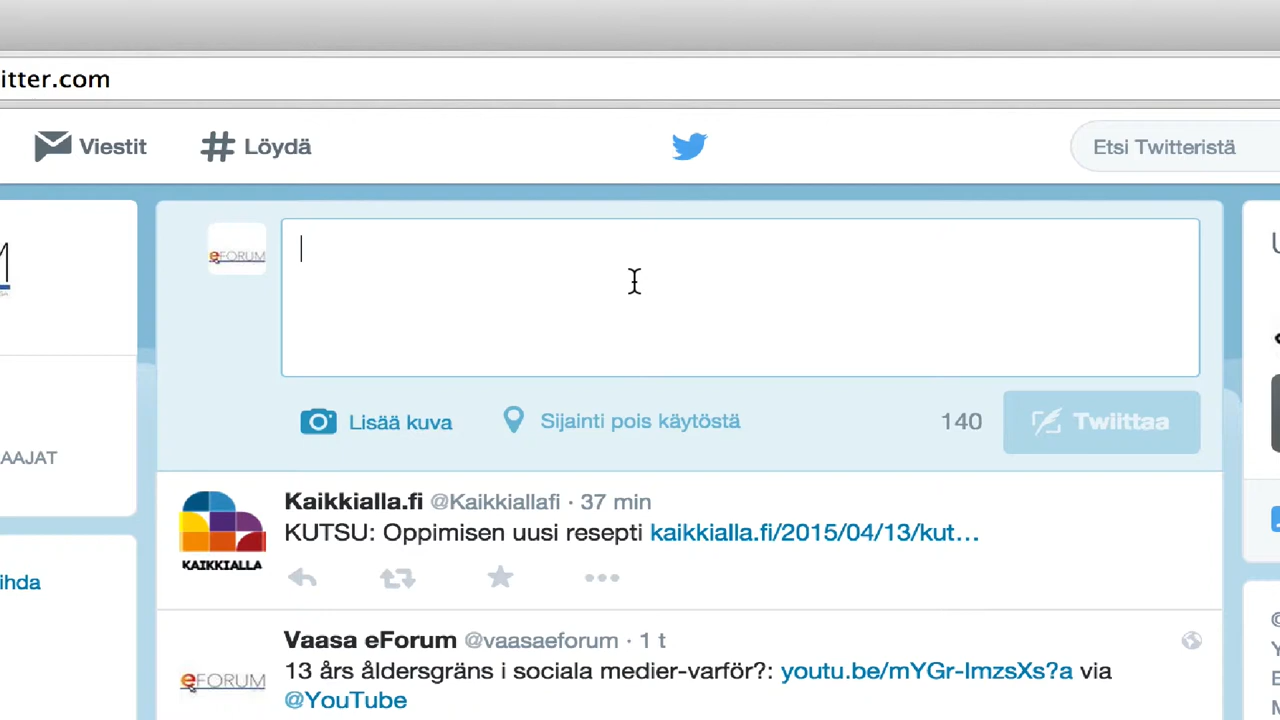 itter.com
Viestit
Löydä
Etsi Twitteristä
eFORUM
Lisää kuva
Sijainti pois käytöstä
140
Twiittaa
AAJAT
Kaikkialla.fi @Kaikkiallafi · 37 min
KUTSU: Oppimisen uusi resepti kaikkialla.fi/2015/04/13/kut…
KAIKKIALLA
ihda
Vaasa eForum @vaasaeforum · 1 t
13 års åldersgräns i sociala medier-varför?: youtu.be/mYGr-lmzsXs?a via
@YouTube
eFORUM